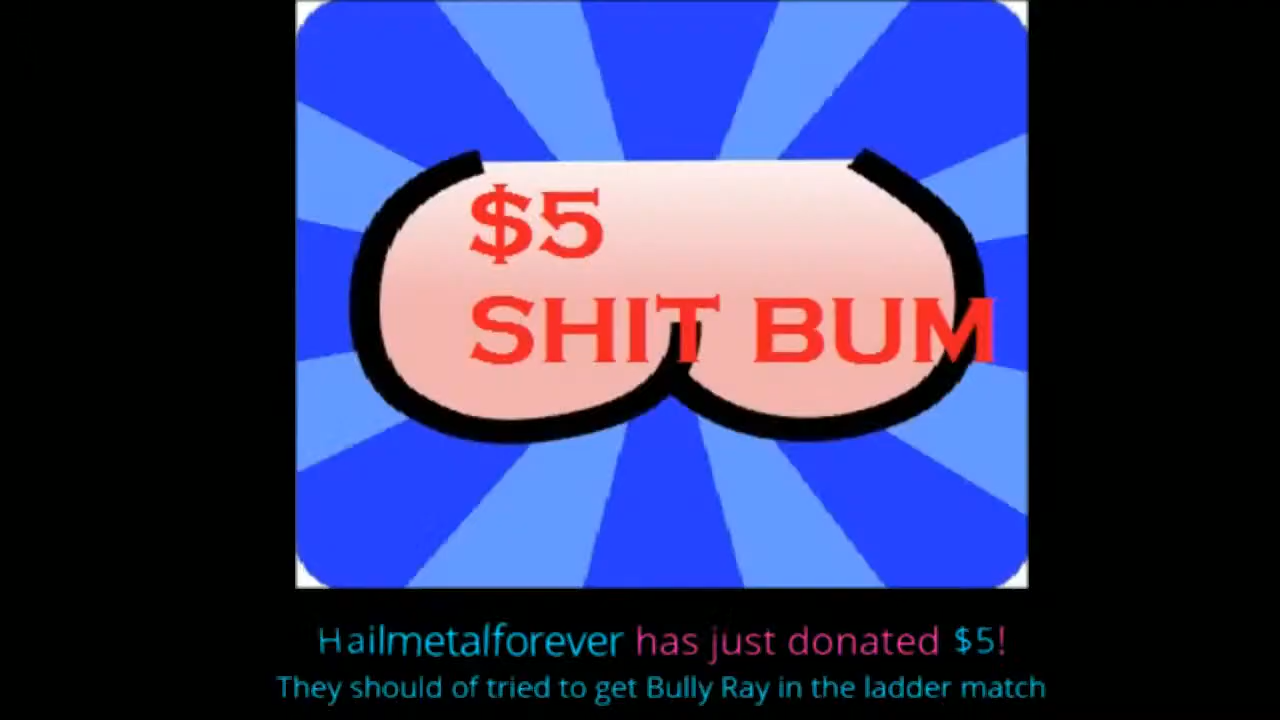 $5
SHIT BUM
Hailmetalforever has just donated $5!
They should of tried to get Bully Ray in the ladder match